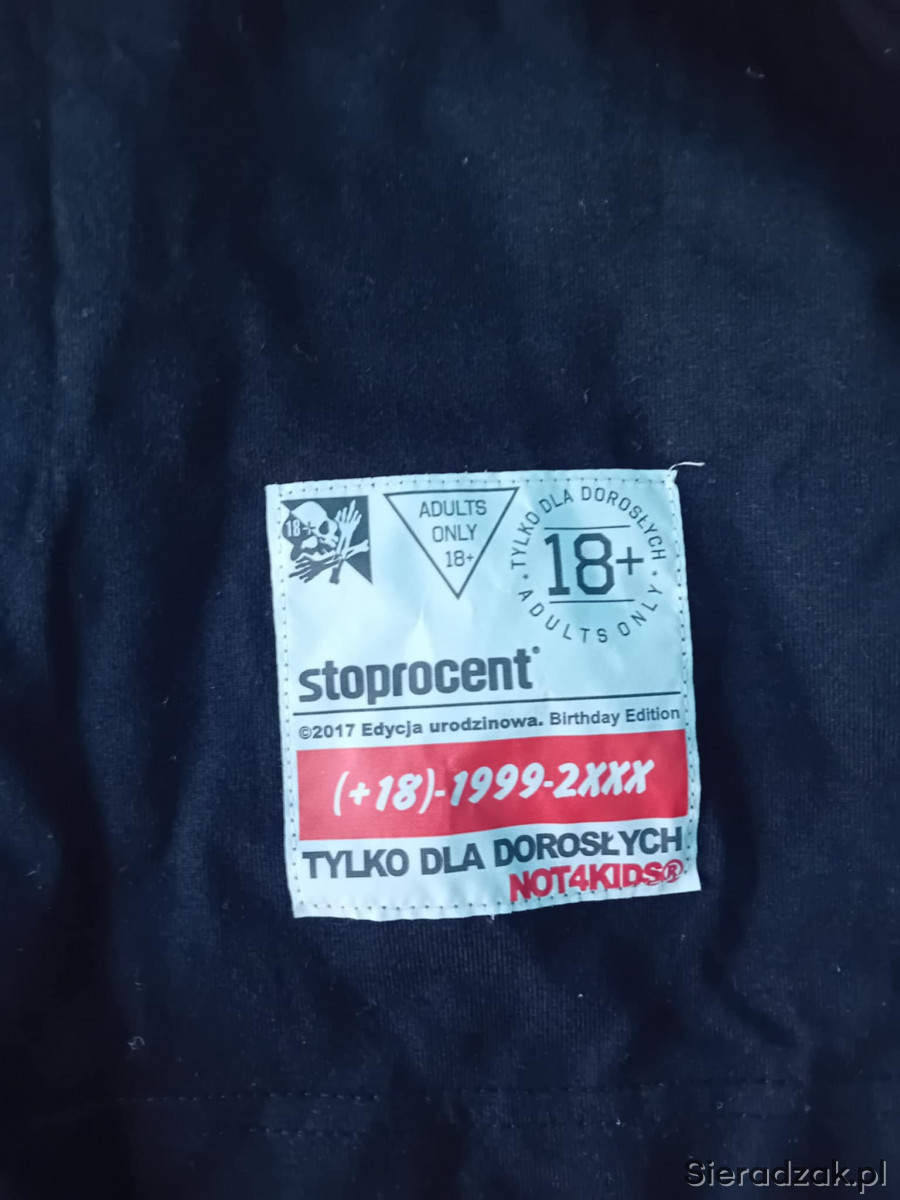 18+
ADULTS
ONLY
18+
TYLKO DLA DOROSŁYCH
18+
ADULTS ONLY
stoprocent
©2017 Edycja urodzinowa. Birthday Edition
(+18)-1999-2XXX
TYLKO DLA DOROSŁYCH
NOT4KIDS®
Sieradzak.pl